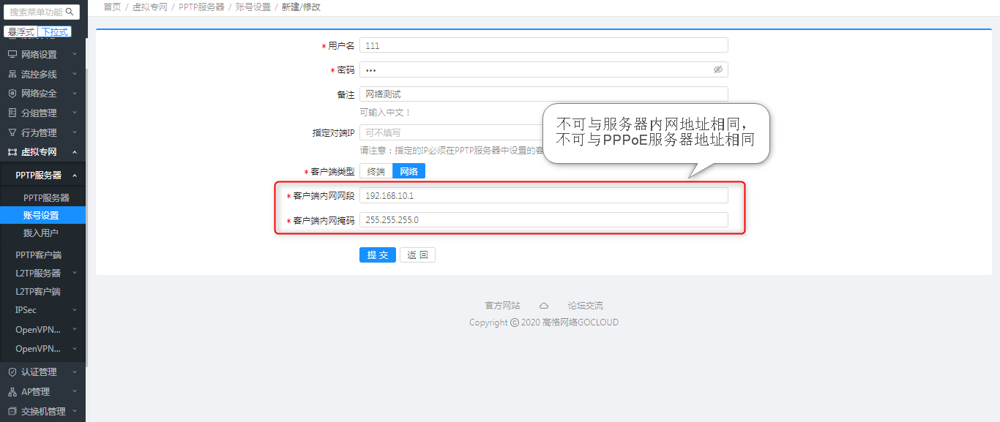 搜索菜单功能
首页 / 虚拟专网 / PPTP服务器 / 账号设置 / 新建/修改
悬浮式 下拉式
网络设置
流控多线
网络安全
分组管理
行为管理
虚拟专网
PPTP服务器
PPTP服务器
账号设置
拨入用户
PPTP客户端
L2TP服务器
L2TP客户端
IPSec
OpenVPN...
OpenVPN...
认证管理
AP管理
交换机管理
* 用户名 111
* 密码 •••
备注 网络测试
可输入中文！
指定对端IP 可不填写
请注意：指定的IP必须在PPTP服务器中设置的客
不可与服务器内网地址相同，
不可与PPPoE服务器地址相同
* 客户端类型 终端 网络
* 客户端内网网段 192.168.10.1
* 客户端内网掩码 255.255.255.0
提 交 返 回
官方网站 论坛交流
Copyright © 2020 高恪网络GOCLOUD